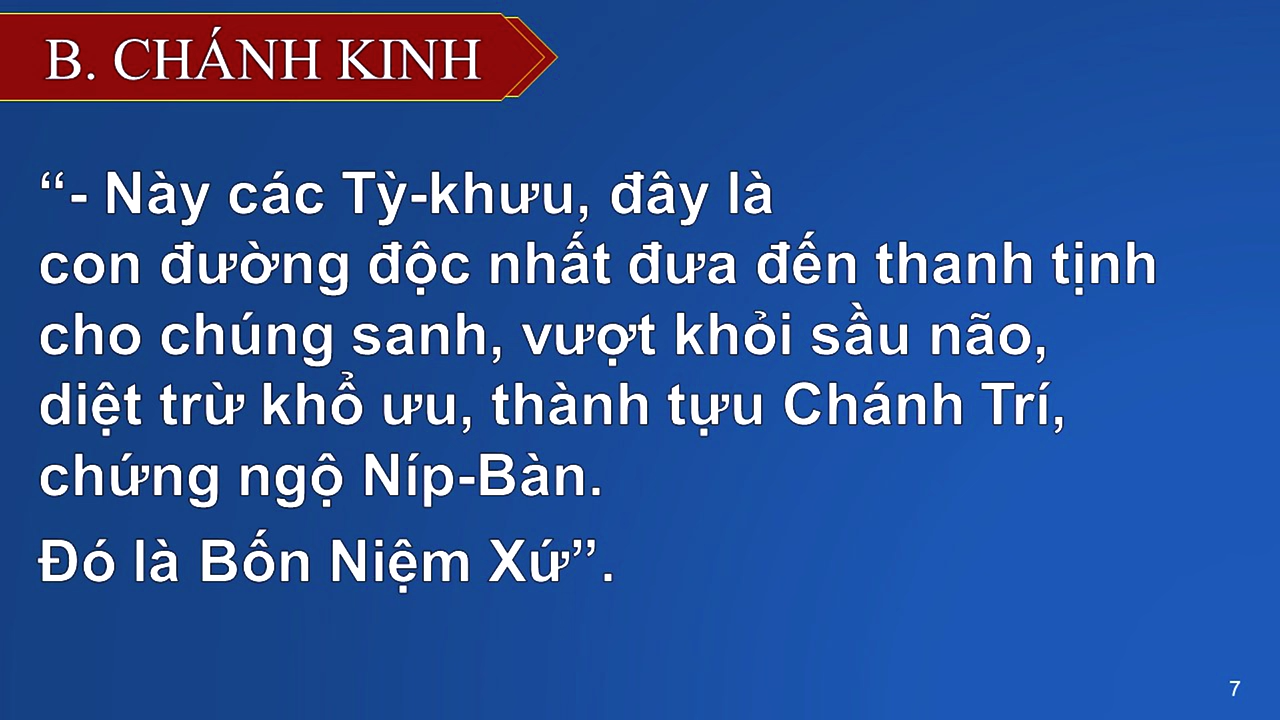 B. CHÁNH KINH
“- Này các Tỳ-khưu, đây là
con đường độc nhất đưa đến thanh tịnh
cho chúng sanh, vượt khỏi sầu não,
diệt trừ khổ ưu, thành tựu Chánh Trí,
chứng ngộ Níp-Bàn.
Đó là Bốn Niệm Xứ”.
7